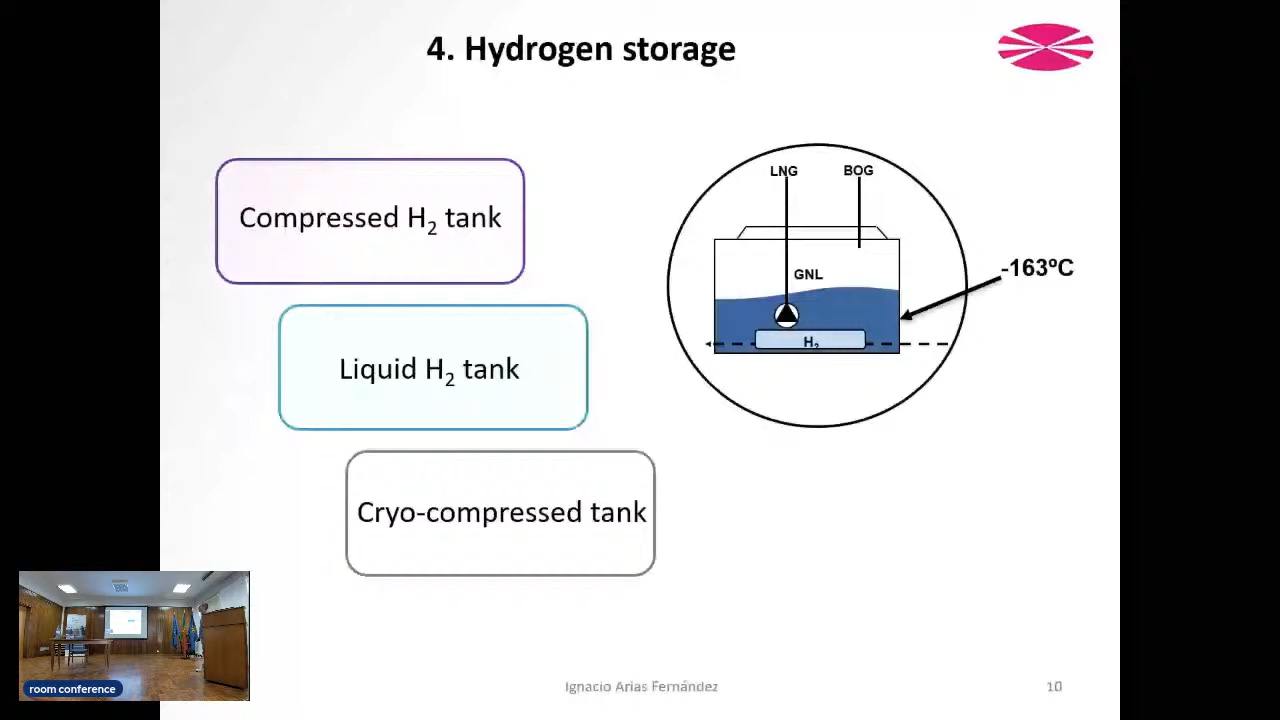 4. Hydrogen storage
Compressed H₂ tank
Liquid H₂ tank
Cryo-compressed tank
LNG
BOG
GNL
H₂
-163ºC
room conference
Ignacio Arias Fernández
10